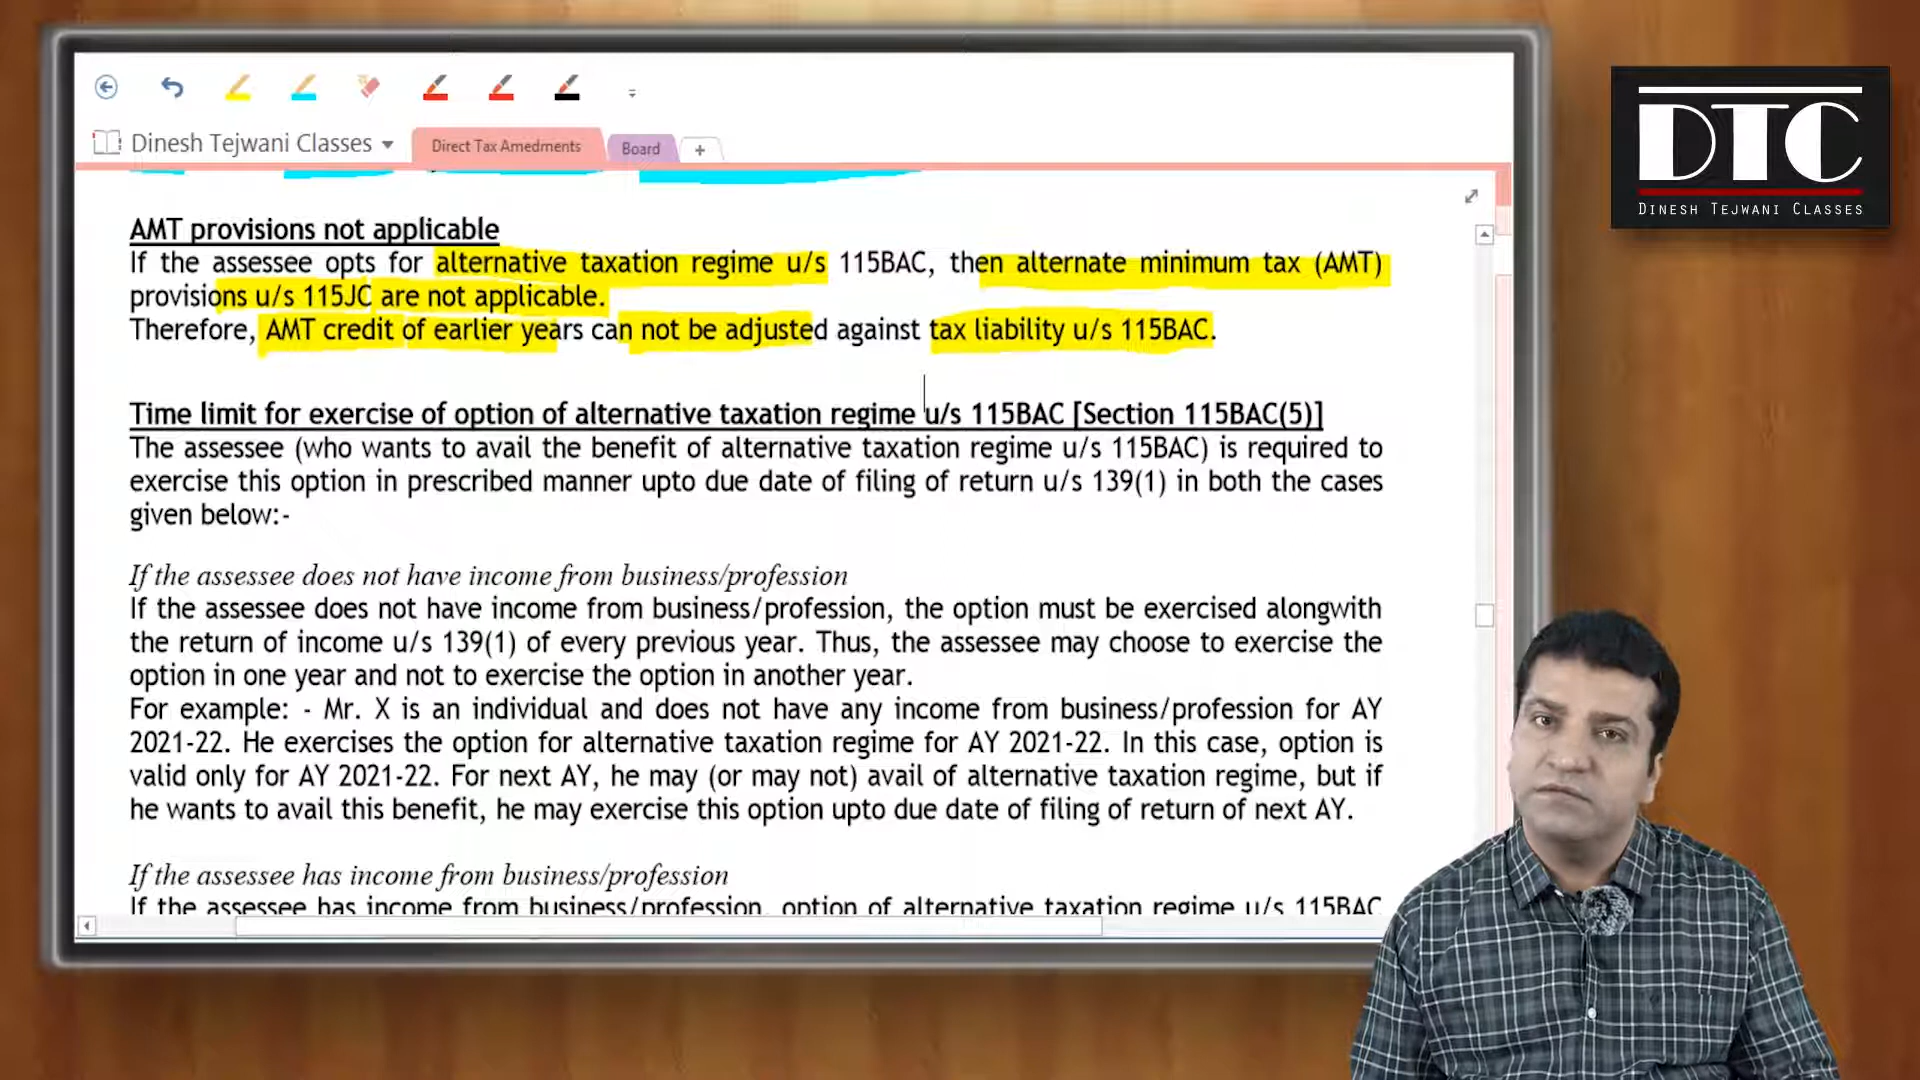 DTC
DINESH TEJWANI CLASSES
Dinesh Tejwani Classes
Direct Tax Amedments
Board
+
AMT provisions not applicable
If the assessee opts for alternative taxation regime u/s 115BAC, then alternate minimum tax (AMT)
provisions u/s 115JC are not applicable.
Therefore, AMT credit of earlier years can not be adjusted against tax liability u/s 115BAC.
Time limit for exercise of option of alternative taxation regime u/s 115BAC [Section 115BAC(5)]
The assessee (who wants to avail the benefit of alternative taxation regime u/s 115BAC) is required to
exercise this option in prescribed manner upto due date of filing of return u/s 139(1) in both the cases
given below:-
If the assessee does not have income from business/profession
If the assessee does not have income from business/profession, the option must be exercised alongwith
the return of income u/s 139(1) of every previous year. Thus, the assessee may choose to exercise the
option in one year and not to exercise the option in another year.
For example: - Mr. X is an individual and does not have any income from business/profession for AY
2021-22. He exercises the option for alternative taxation regime for AY 2021-22. In this case, option is
valid only for AY 2021-22. For next AY, he may (or may not) avail of alternative taxation regime, but if
he wants to avail this benefit, he may exercise this option upto due date of filing of return of next AY.
If the assessee has income from business/profession
If the assessee has income from business/profession, option of alternative taxation regime u/s 115BAC